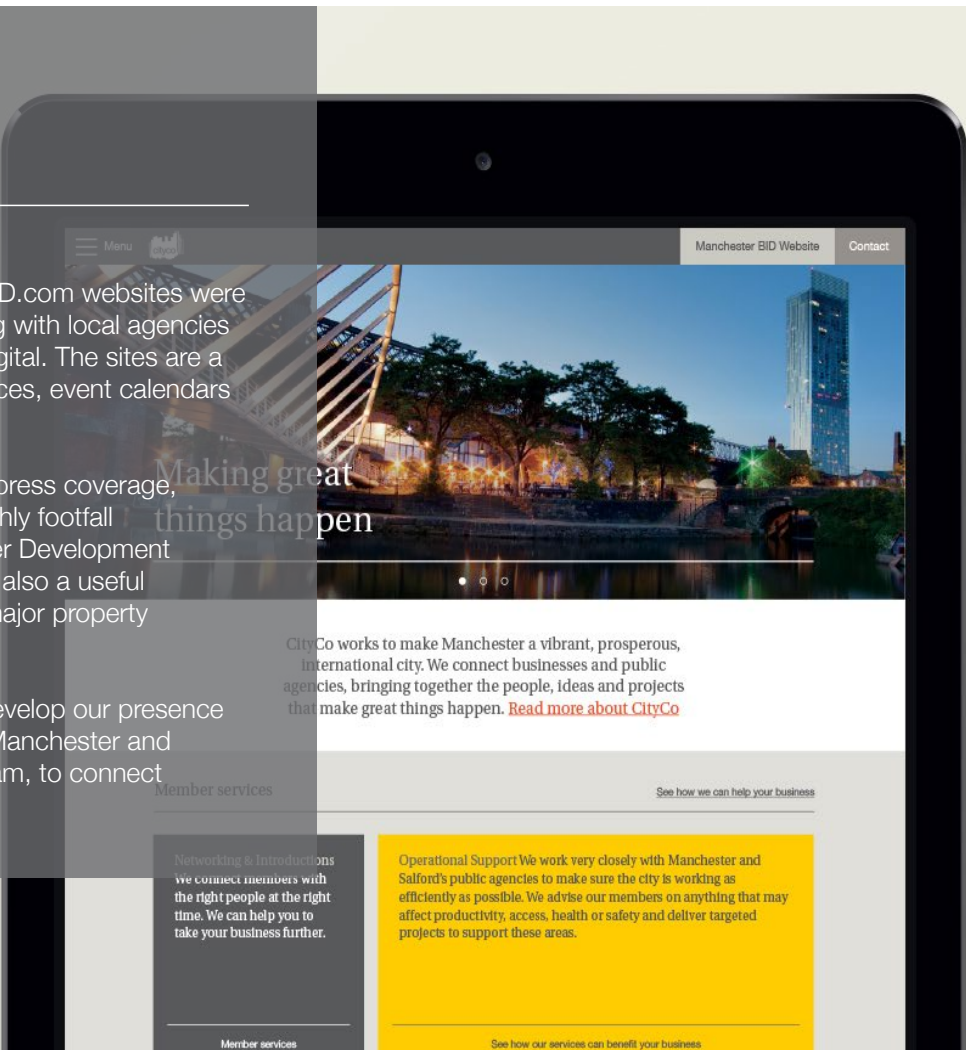 D.com websites were
g with local agencies
gital. The sites are a
ces, event calendars
press coverage,
hly footfall
er Development
also a useful
ajor property
evelop our presence
Manchester and
am, to connect
Menu
cityco
Manchester BID Website
Contact
Making great
things happen
CityCo works to make Manchester a vibrant, prosperous,
international city. We connect businesses and public
agencies, bringing together the people, ideas and projects
that make great things happen. Read more about CityCo
Member services
See how we can help your business
Networking & Introductions
We connect members with
the right people at the right
time. We can help you to
take your business further.
Member services
Operational Support We work very closely with Manchester and
Salford's public agencies to make sure the city is working as
efficiently as possible. We advise our members on anything that may
affect productivity, access, health or safety and deliver targeted
projects to support these areas.
See how our services can benefit your business